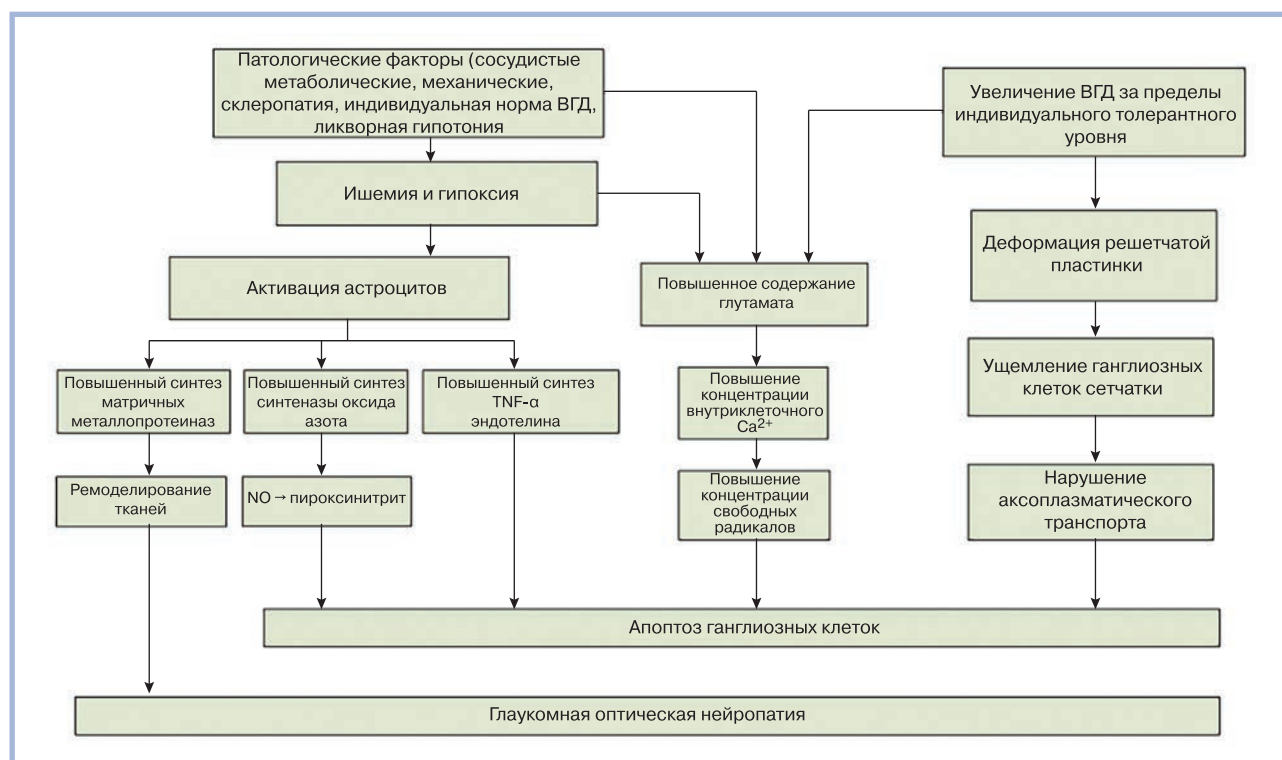 Патологические факторы (сосудистые
метаболические, механические,
склеропатия, индивидуальная норма ВГД,
ликворная гипотония
Увеличение ВГД за пределы
индивидуального толерантного
уровня
Ишемия и гипоксия
Деформация решетчатой
пластинки
Активация астроцитов
Повышенное содержание
глутамата
Ущемление ганглиозных
клеток сетчатки
Повышенный синтез
матричных
металлопротеиназ
Повышенный синтез
синтеназы оксида
азота
Повышенный синтез
TNF-α
эндотелина
Повышение
концентрации
внутриклеточного
Ca²⁺
Ремоделирование
тканей
NO → пироксинитрит
Повышение
концентрации
свободных
радикалов
Нарушение
аксоплазматического
транспорта
Апоптоз ганглиозных клеток
Глаукомная оптическая нейропатия